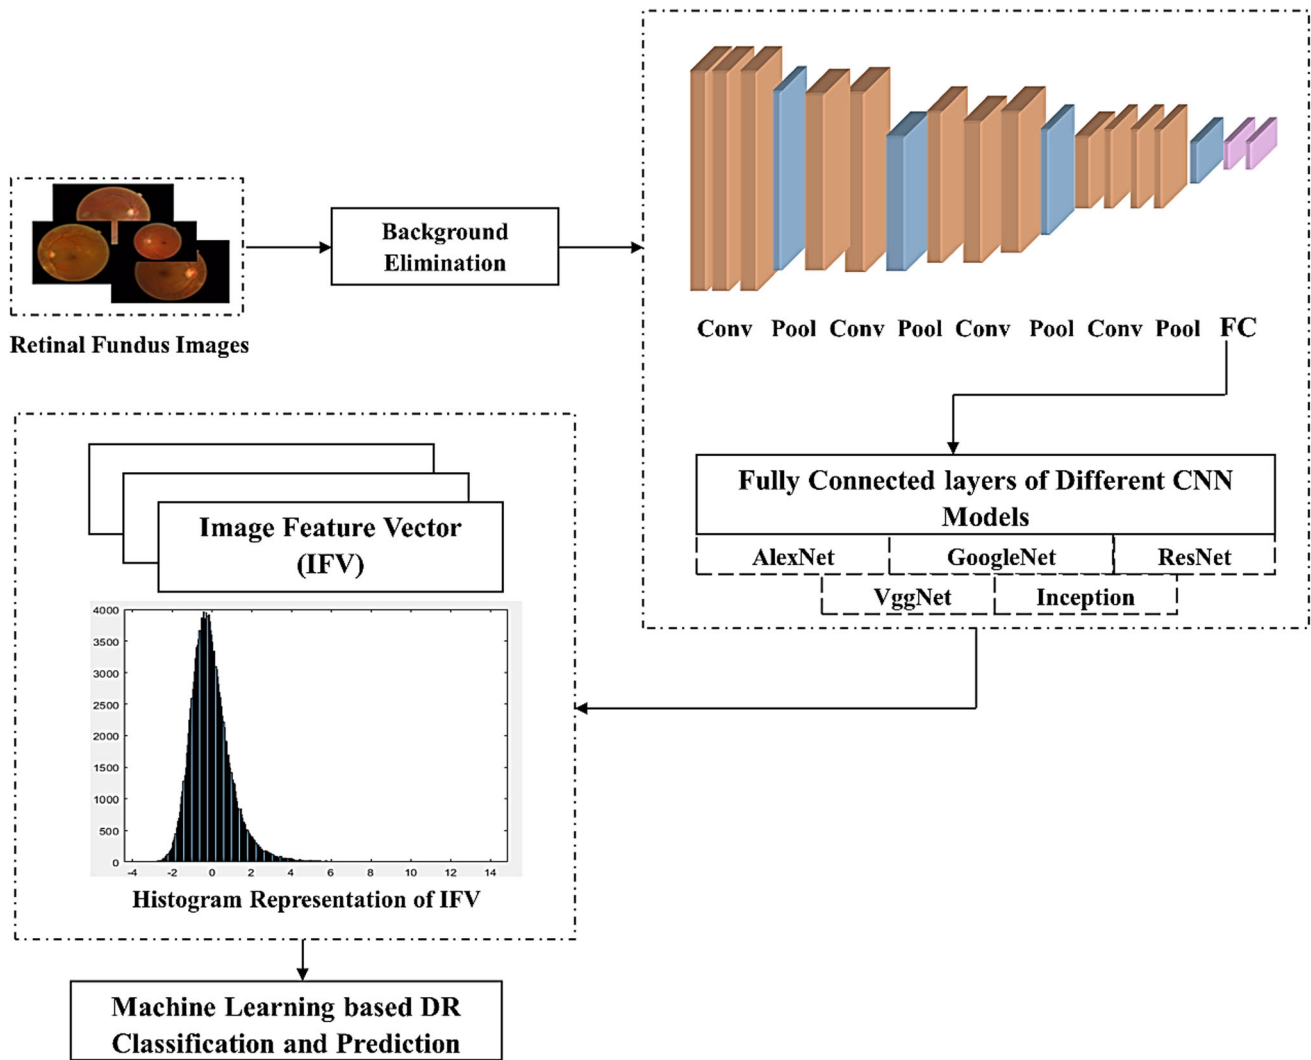 Retinal Fundus Images
Background
Elimination
Conv Pool Conv Pool Conv Pool Conv Pool FC
Fully Connected layers of Different CNN
Models
AlexNet GoogleNet ResNet
VggNet Inception
Image Feature Vector
(IFV)
4000
3500
3000
2500
2000
1500
1000
500
0
-4 -2 0 2 4 6 8 10 12 14
Histogram Representation of IFV
Machine Learning based DR
Classification and Prediction